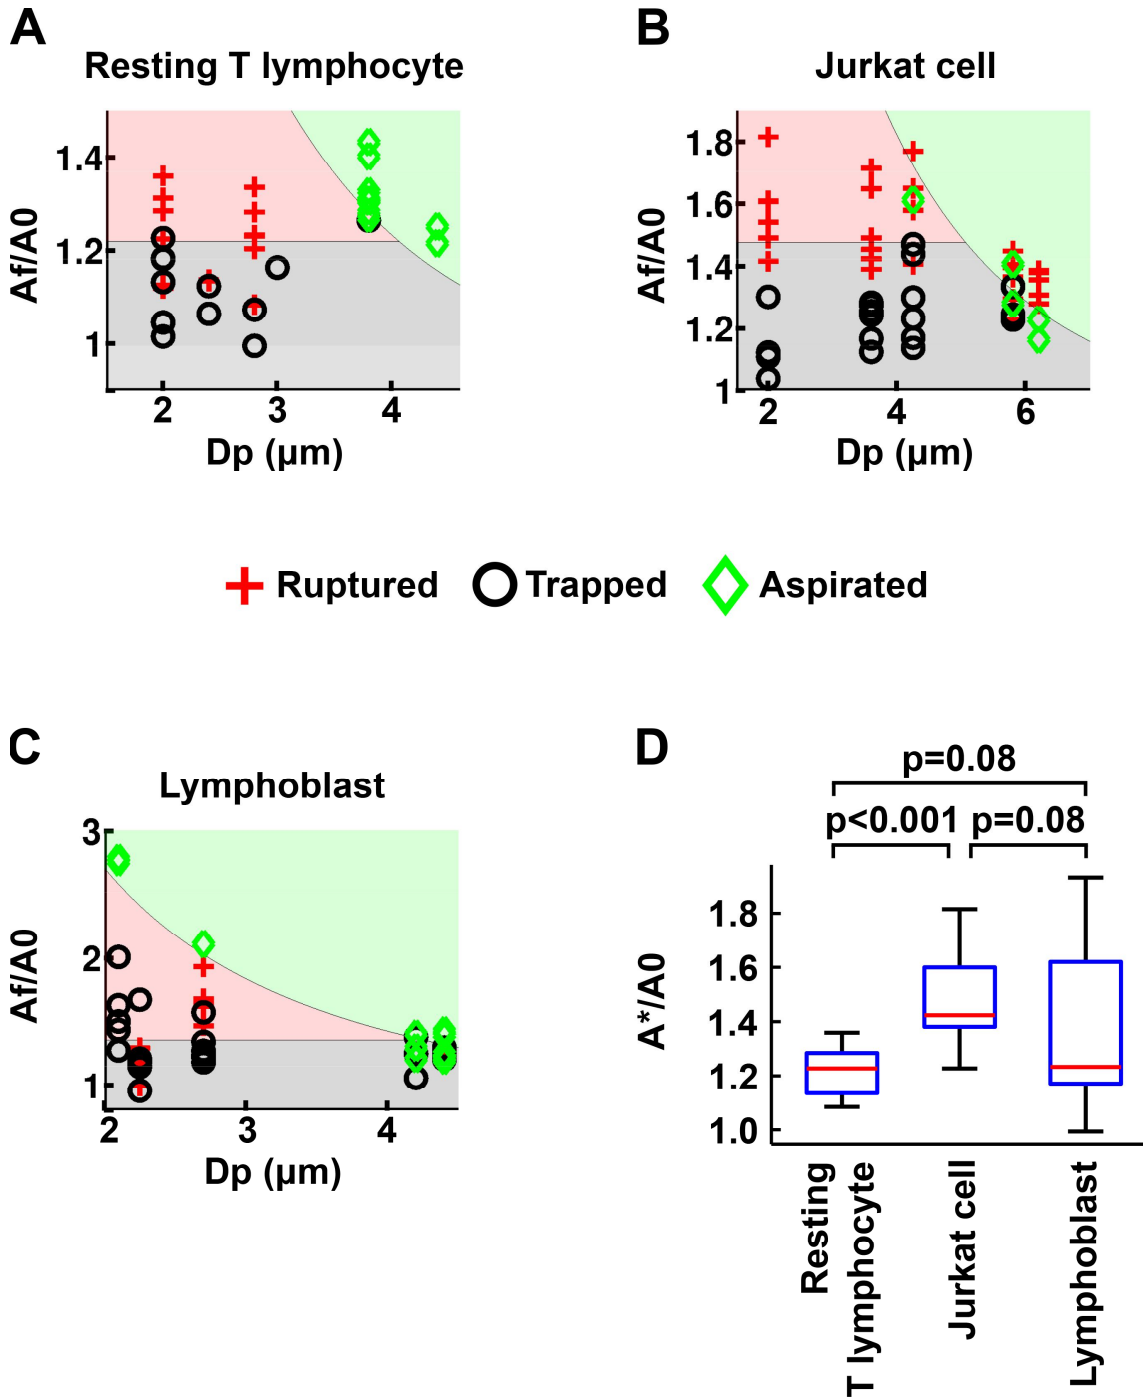 A
Resting T lymphocyte
1.4
1.2
1
Af/A0
2 3 4
Dp (µm)
B
Jurkat cell
1.8
1.6
1.4
1.2
1
Af/A0
2 4 6
Dp (µm)
Ruptured Trapped Aspirated
C
Lymphoblast
3
2
1
Af/A0
2 3 4
Dp (µm)
D
p=0.08
p<0.001 p=0.08
1.8
1.6
1.4
1.2
1.0
A*/A0
Resting
T lymphocyte
Jurkat cell
Lymphoblast